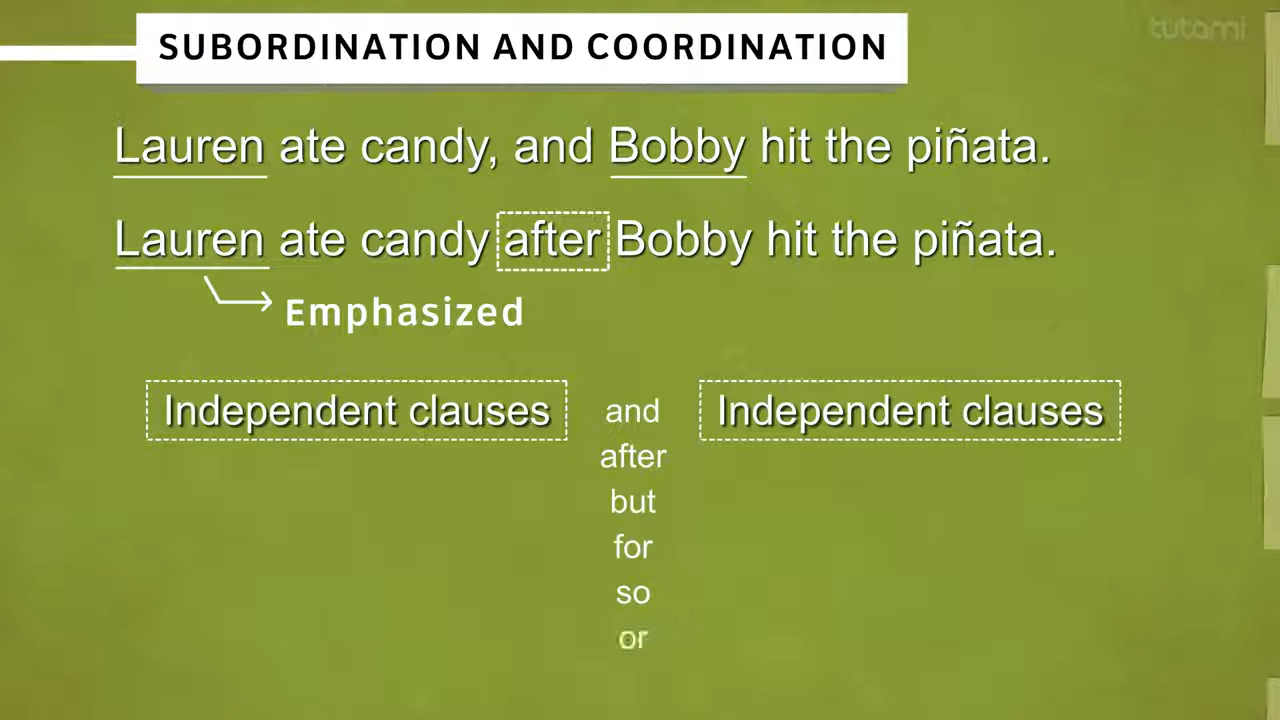 tutami
SUBORDINATION AND COORDINATION
Lauren ate candy, and Bobby hit the piñata.
Lauren ate candy after Bobby hit the piñata.
Emphasized
Independent clauses and Independent clauses
after
but
for
so
or